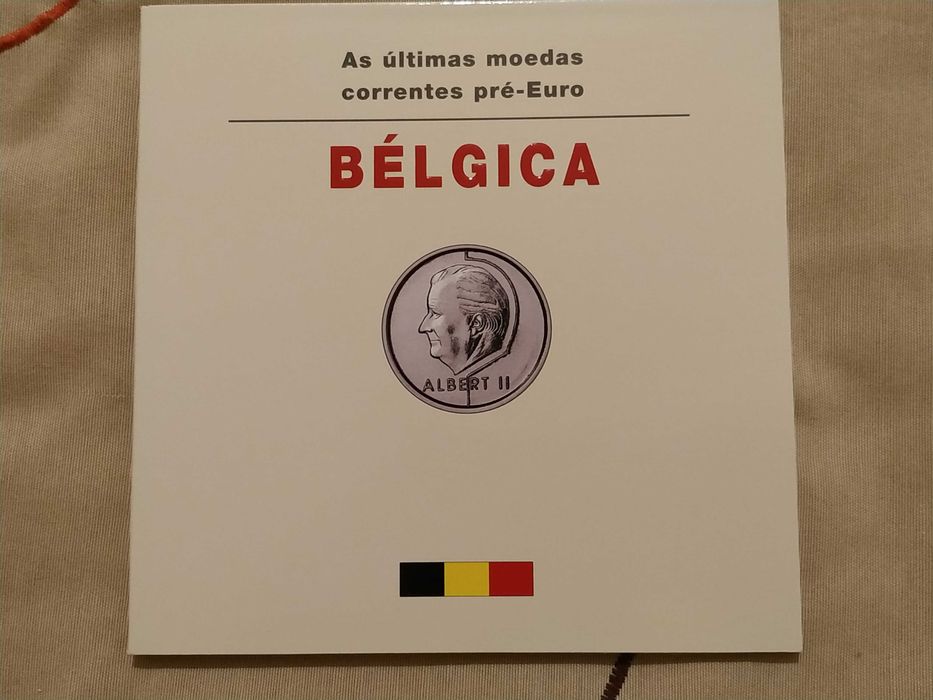 As últimas moedas
correntes pré-Euro
BÉLGICA
ALBERT II